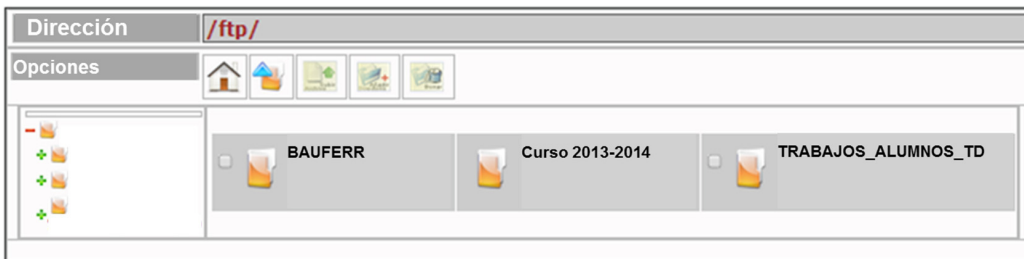 Dirección
/ftp/
Opciones
BAUFERR
Curso 2013-2014
TRABAJOS_ALUMNOS_TD